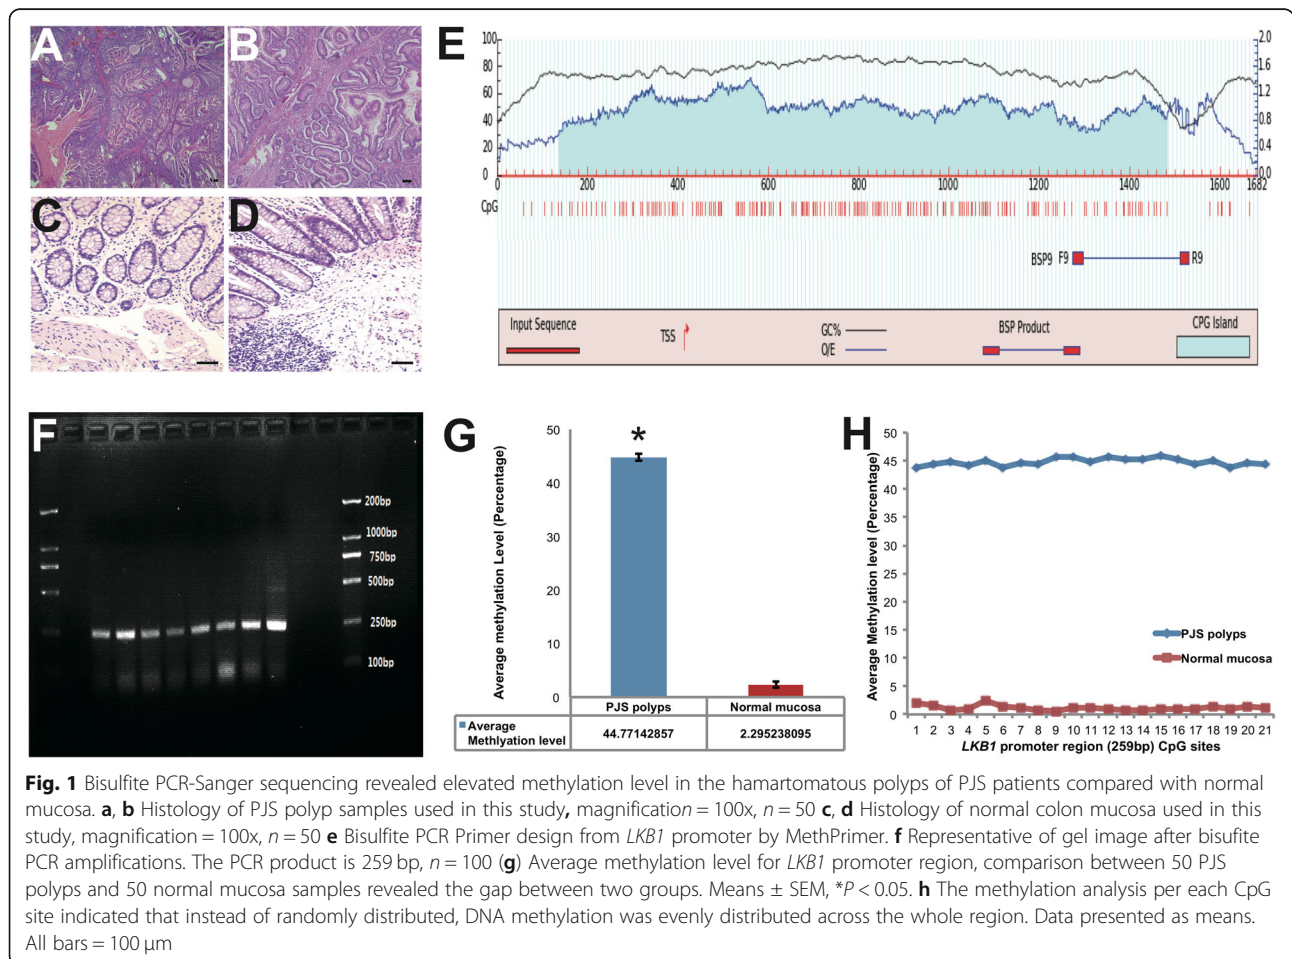 A
B
C
D
E
100
80
60
40
20
0
2.0
1.6
1.2
0.8
0.4
0.0
0
200
400
600
800
1000
1200
1400
1600
1682
CpG
BSP9 F9
R9
Input Sequence
TSS
GC%
O/E
BSP Product
CPG Island
F
200bp
1000bp
750bp
500bp
250bp
100bp
G
Average methylation Level (Percentage)
50
40
30
20
10
0
*
PJS polyps
Normal mucosa
Average
Methlyation level
44.77142857
2.295238095
H
Average Methylation level (Percentage)
50
45
40
35
30
25
20
15
10
5
0
PJS polyps
Normal mucosa
1 2 3 4 5 6 7 8 9 10 11 12 13 14 15 16 17 18 19 20 21
LKB1 promoter region (259bp) CpG sites
Fig. 1 Bisulfite PCR-Sanger sequencing revealed elevated methylation level in the hamartomatous polyps of PJS patients compared with normal
mucosa. a, b Histology of PJS polyp samples used in this study, magnification = 100x, n = 50 c, d Histology of normal colon mucosa used in this
study, magnification = 100x, n = 50 e Bisulfite PCR Primer design from LKB1 promoter by MethPrimer. f Representative of gel image after bisufite
PCR amplifications. The PCR product is 259 bp, n = 100 (g) Average methylation level for LKB1 promoter region, comparison between 50 PJS
polyps and 50 normal mucosa samples revealed the gap between two groups. Means ± SEM, *P < 0.05. h The methylation analysis per each CpG
site indicated that instead of randomly distributed, DNA methylation was evenly distributed across the whole region. Data presented as means.
All bars = 100 μm